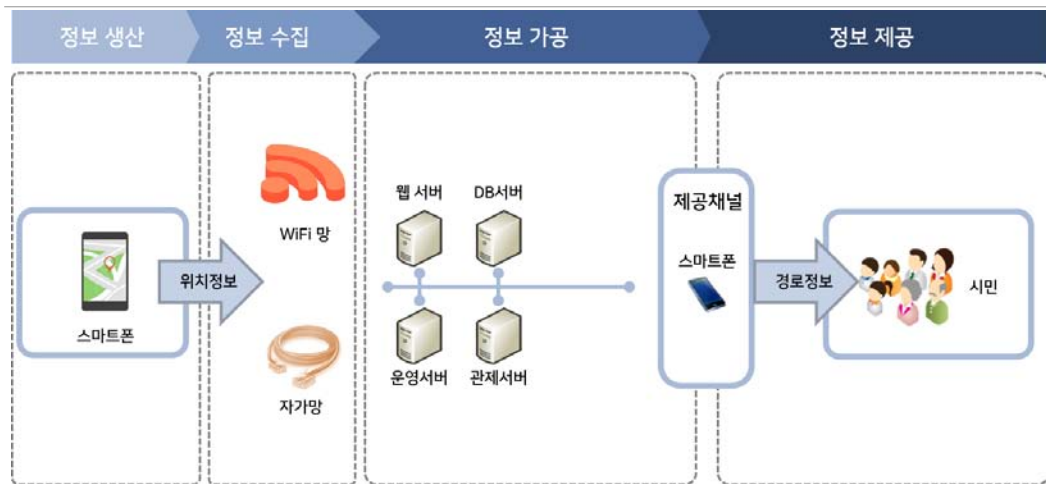 정보 생산
정보 수집
정보 가공
정보 제공
스마트폰
위치정보
WiFi 망
자가망
웹 서버
DB서버
운영서버
관제서버
제공채널
스마트폰
경로정보
시민